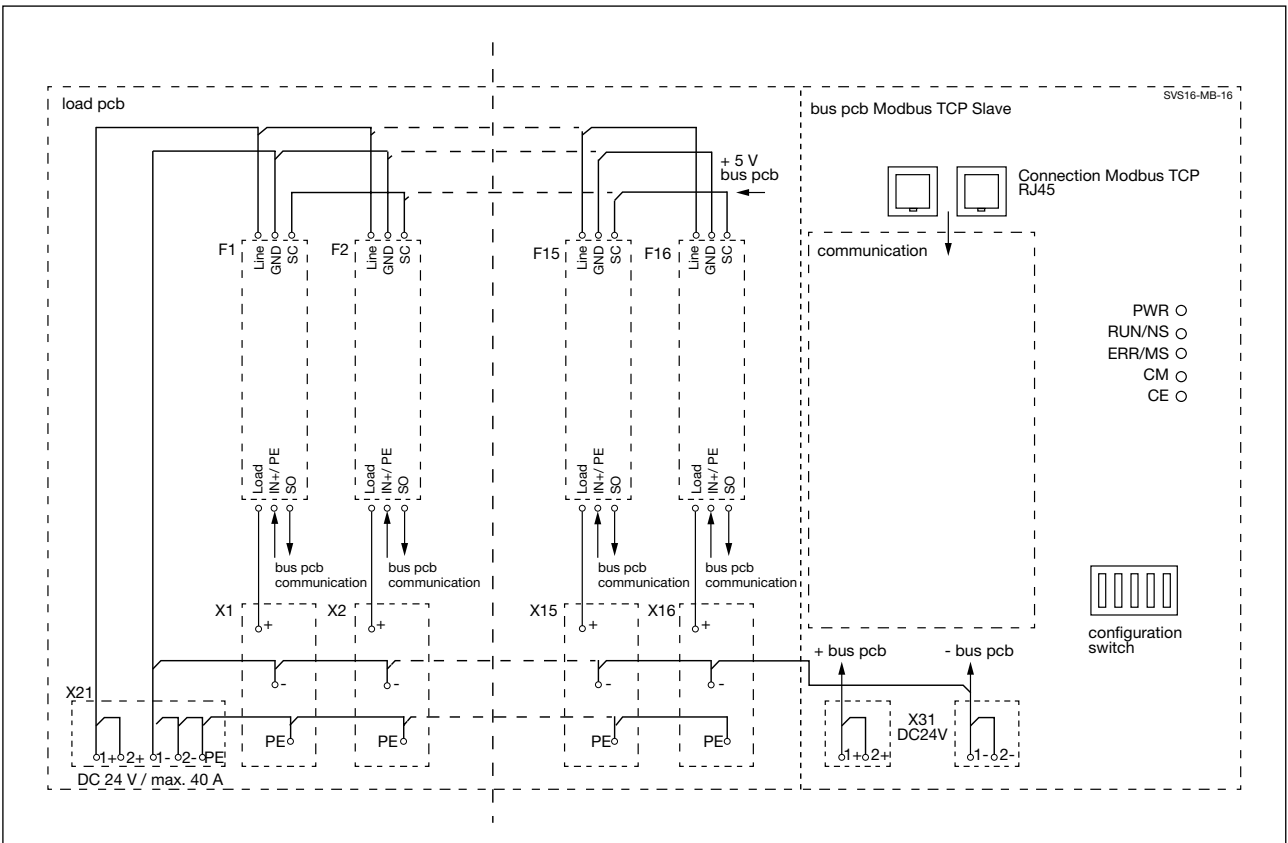 SVS16-MB-16
load pcb
bus pcb Modbus TCP Slave
+ 5 V
bus pcb
Connection Modbus TCP
RJ45
F1
Line
GND
SC
F2
Line
GND
SC
F15
Line
GND
SC
F16
Line
GND
SC
communication
PWR
RUN/NS
ERR/MS
CM
CE
Load
IN+/ PE
SO
Load
IN+/ PE
SO
Load
IN+/ PE
SO
Load
IN+/ PE
SO
bus pcb
communication
bus pcb
communication
bus pcb
communication
bus pcb
communication
X1
+
-
PE
X2
+
-
PE
X15
+
-
PE
X16
+
-
PE
configuration
switch
+ bus pcb
- bus pcb
X21
1+ 2+ 1- 2- PE
DC 24 V / max. 40 A
X31
DC24V
1+ 2+
1- 2-